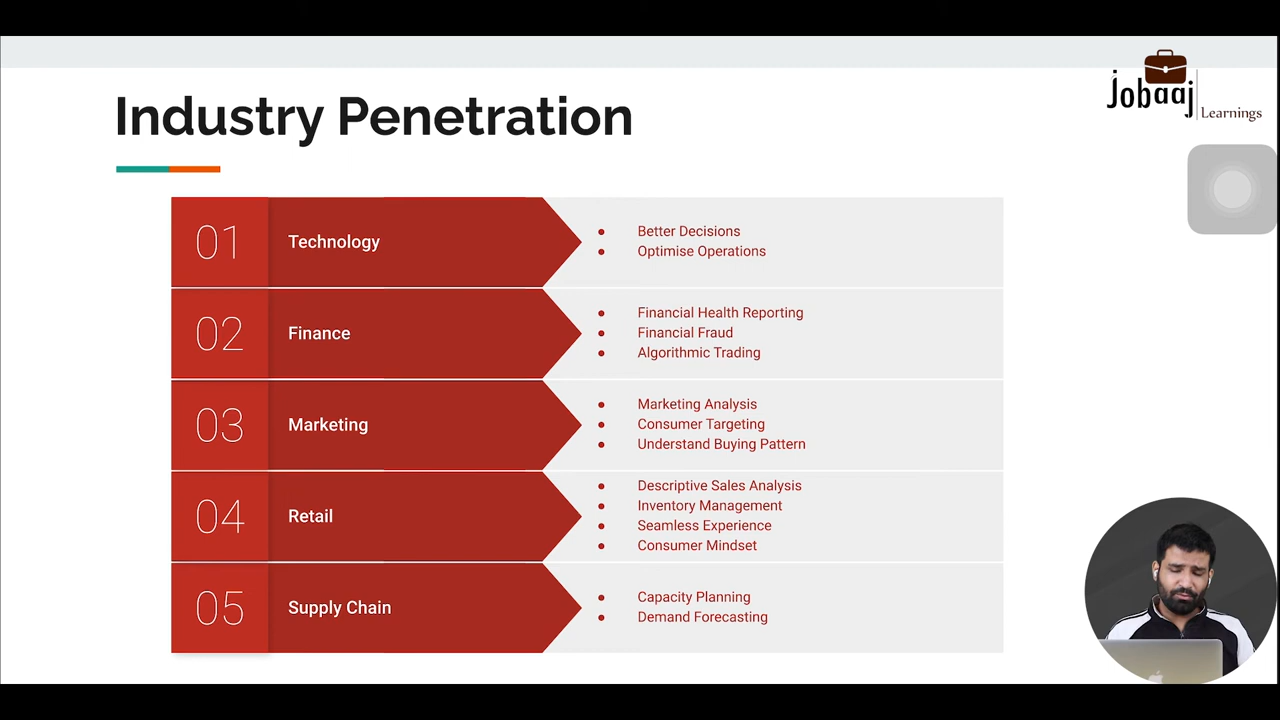 Jobaaj
Learnings
Industry Penetration
01
Technology
Better Decisions
Optimise Operations
02
Finance
Financial Health Reporting
Financial Fraud
Algorithmic Trading
03
Marketing
Marketing Analysis
Consumer Targeting
Understand Buying Pattern
04
Retail
Descriptive Sales Analysis
Inventory Management
Seamless Experience
Consumer Mindset
05
Supply Chain
Capacity Planning
Demand Forecasting